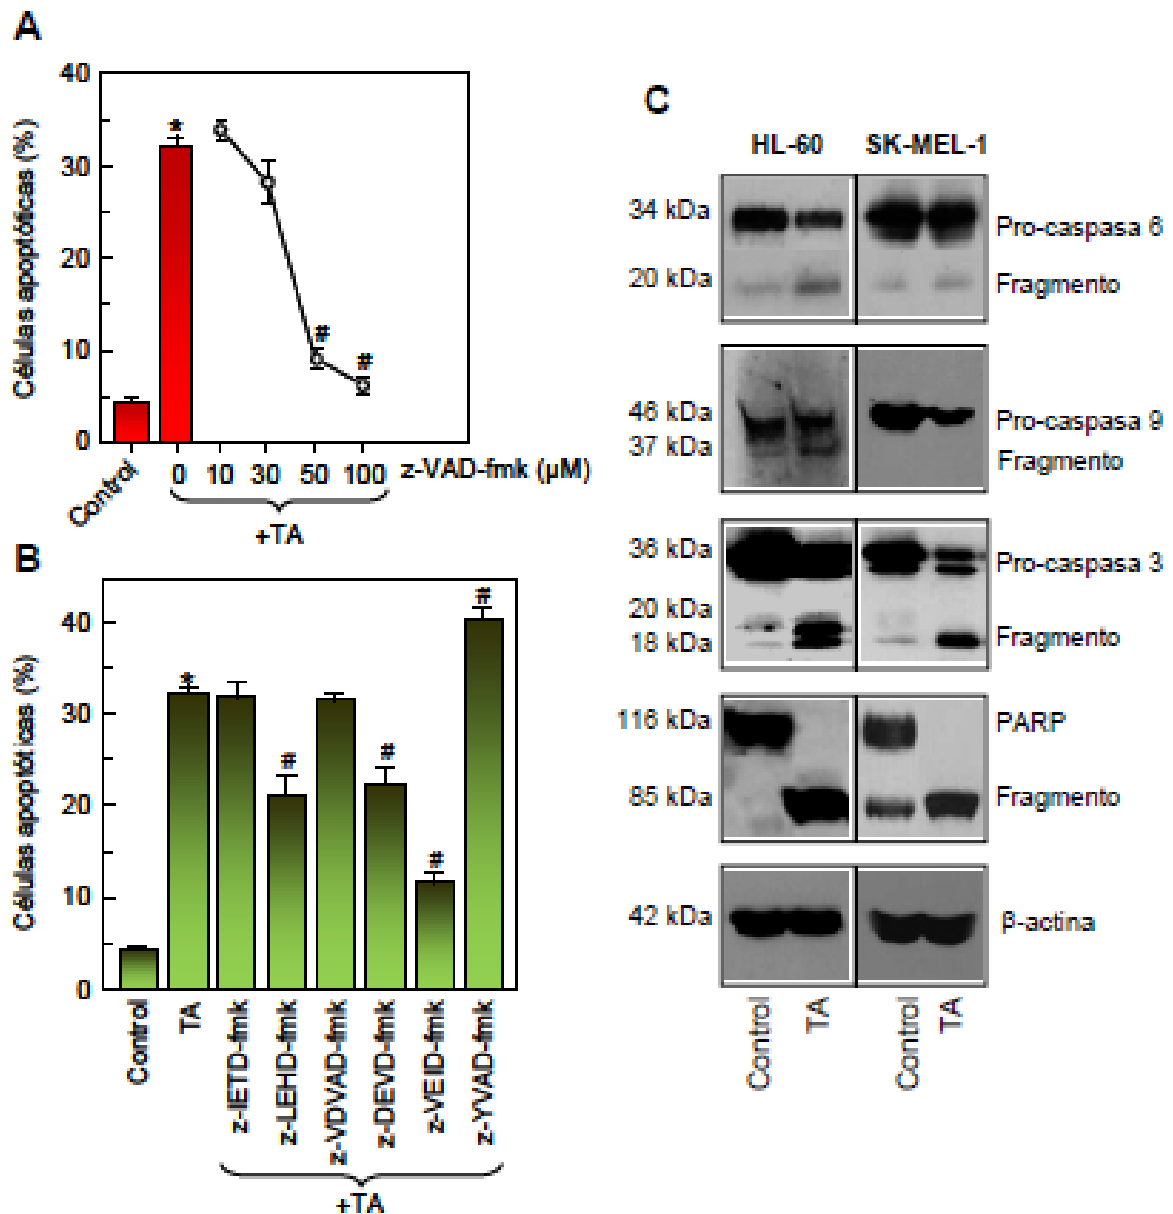 A
40
30
20
10
0
Células apoptóticas (%)
*
#
#
Control
0 10 30 50 100 z-VAD-fmk (µM)
+TA
B
40
30
20
10
0
Células apoptóticas (%)
*
#
#
#
#
Control
TA
z-IETD-fmk
z-LEHD-fmk
z-VDVAD-fmk
z-DEVD-fmk
z-VEID-fmk
z-YVAD-fmk
+TA
C
HL-60 SK-MEL-1
34 kDa Pro-caspasa 6
20 kDa Fragmento
46 kDa Pro-caspasa 9
37 kDa Fragmento
36 kDa Pro-caspasa 3
20 kDa
18 kDa Fragmento
116 kDa PARP
85 kDa Fragmento
42 kDa β-actina
Control TA Control TA